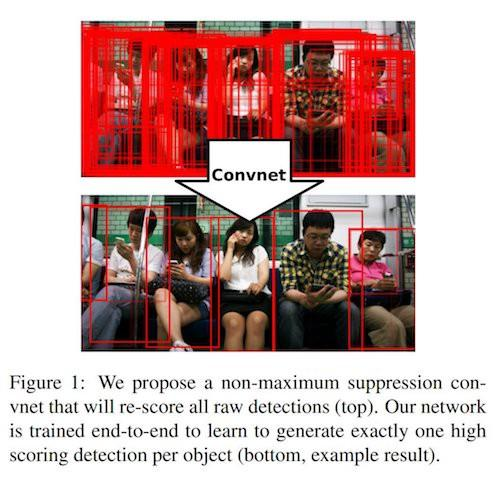 Convnet
Figure 1: We propose a non-maximum suppression con-
vnet that will re-score all raw detections (top). Our network
is trained end-to-end to learn to generate exactly one high
scoring detection per object (bottom, example result).